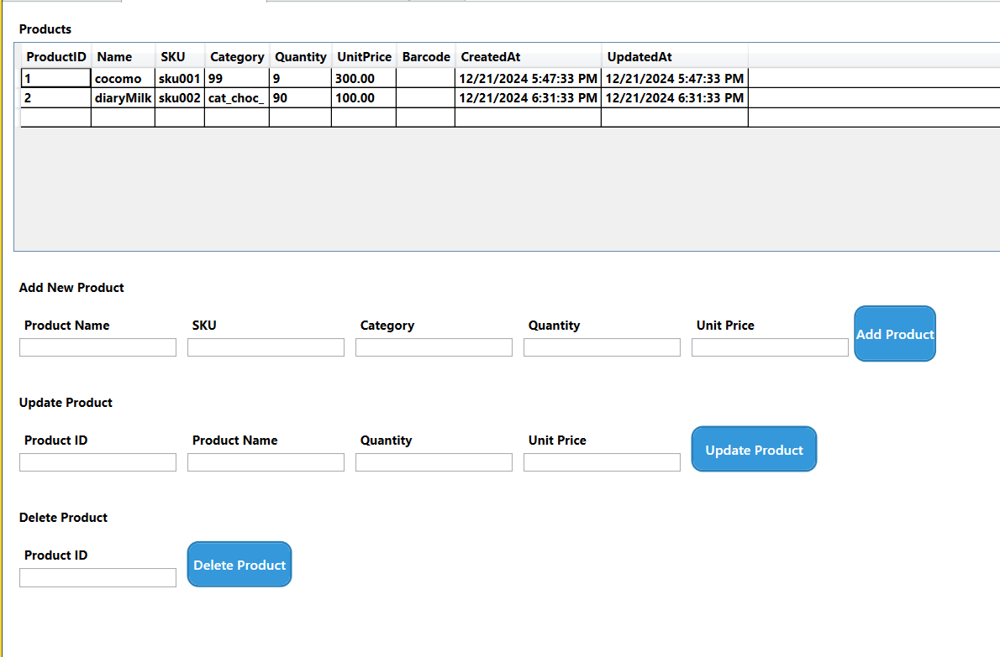 Products
ProductID Name SKU Category Quantity UnitPrice Barcode CreatedAt UpdatedAt
1 cocomo sku001 99 9 300.00 12/21/2024 5:47:33 PM 12/21/2024 5:47:33 PM
2 diaryMilk sku002 cat_choc_ 90 100.00 12/21/2024 6:31:33 PM 12/21/2024 6:31:33 PM
Add New Product
Product Name SKU Category Quantity Unit Price
Add Product
Update Product
Product ID Product Name Quantity Unit Price
Update Product
Delete Product
Product ID
Delete Product